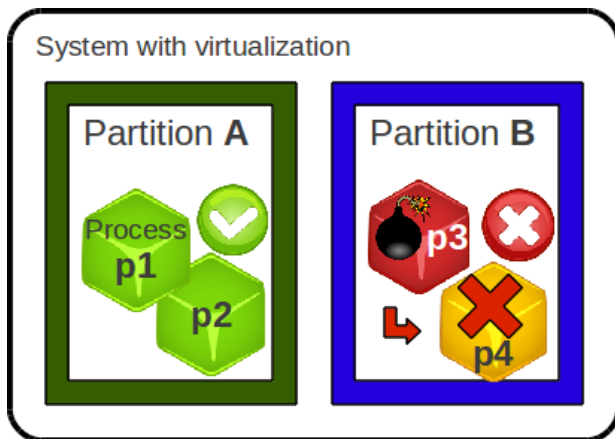 System with virtualization
Partition A
Process
p1
p2
Partition B
p3
p4